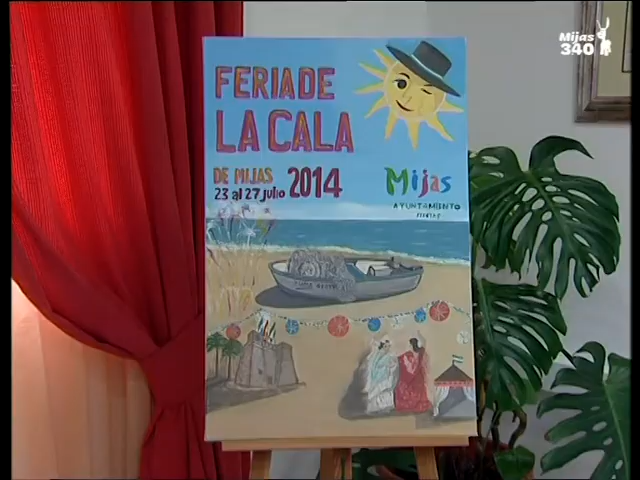 Mijas
340
FERIA DE
LA CALA
DE MIJAS
23 al 27 julio
2014
Mijas
AYUNTAMIENTO